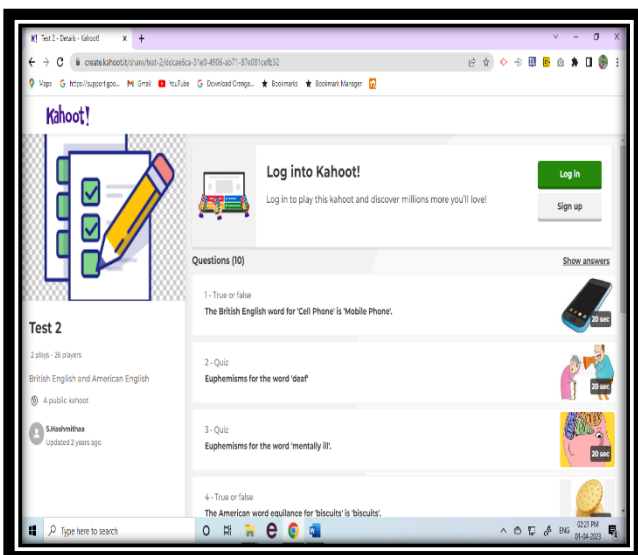 K! Test 2 - Details - Kahoot!
create.kahoot.it/share/test-2/
Maps
https://support.goo...
Gmail
YouTube
Download Grange...
Bookmarks
Bookmark Manager
Kahoot!
Log into Kahoot!
Log in to play this kahoot and discover millions more you'll love!
Log in
Sign up
Questions (10)
Show answers
1 - True or false
The British English word for 'Cell Phone' is 'Mobile Phone'.
20 sec
2 - Quiz
Euphemisms for the word 'deaf'
20 sec
3 - Quiz
Euphemisms for the word 'mentally ill'.
20 sec
4 - True or false
The American word equilance for 'biscuits' is 'biscuits'.
Test 2
2 plays · 26 players
British English and American English
A public kahoot
S.Hashmithaa
Updated 2 years ago
Type here to search
ENG
02:21 PM
01-04-2023